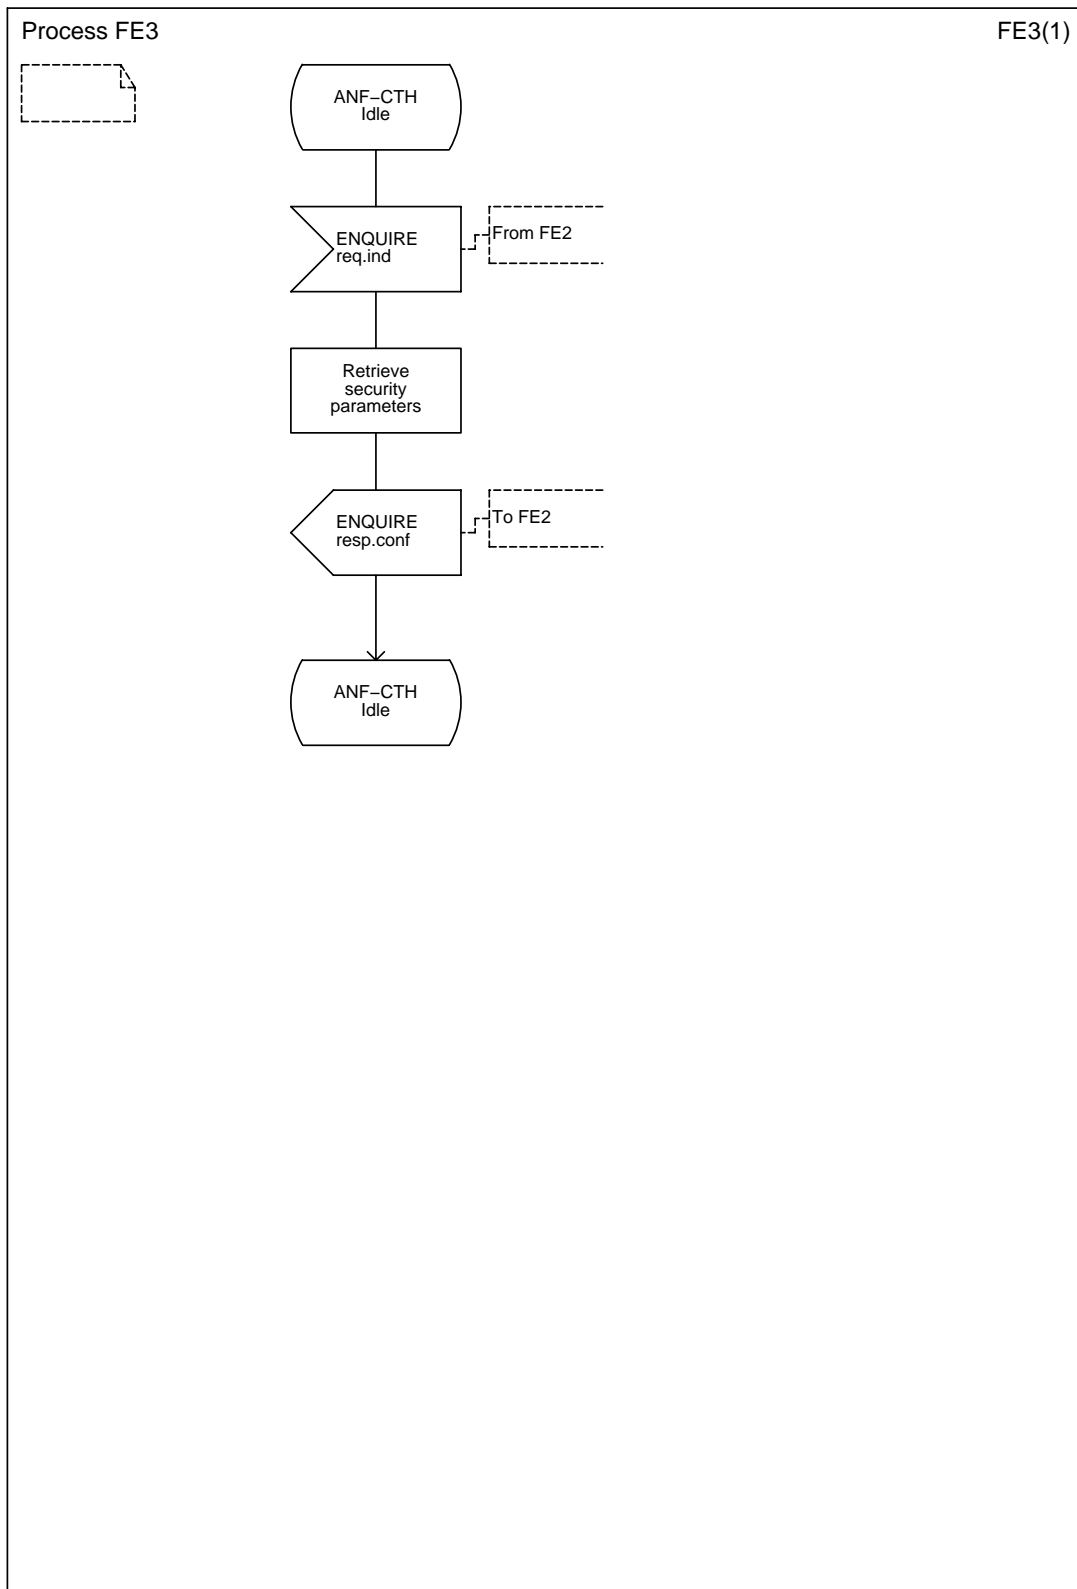 Process FE3
FE3(1)
ANF−CTH
Idle
ENQUIRE
req.ind
From FE2
Retrieve
security
parameters
ENQUIRE
resp.conf
To FE2
ANF−CTH
Idle